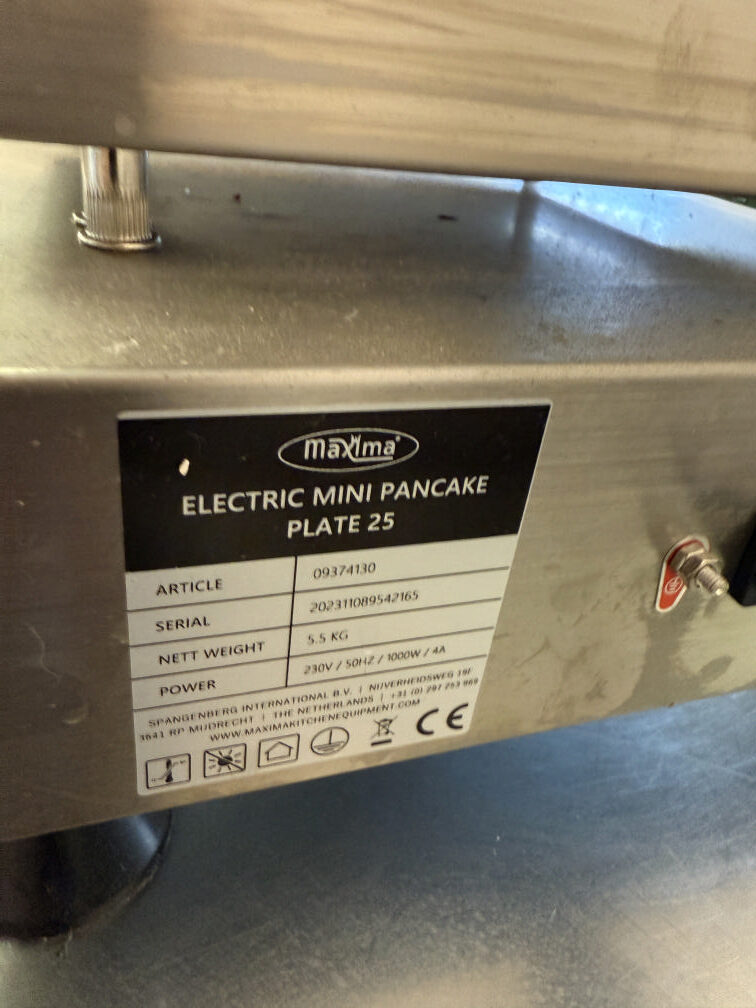 maxima®
ELECTRIC MINI PANCAKE
PLATE 25
ARTICLE 09374130
SERIAL 202311089542165
NETT WEIGHT 5.5 KG
POWER 230V / 50HZ / 1000W / 4A
SPANGENBERG INTERNATIONAL B.V. | NIJVERHEIDSWEG 19F
3641 RP MIJDRECHT | THE NETHERLANDS | +31 (0) 297 253 969
WWW.MAXIMAKITCHENEQUIPMENT.COM
CE